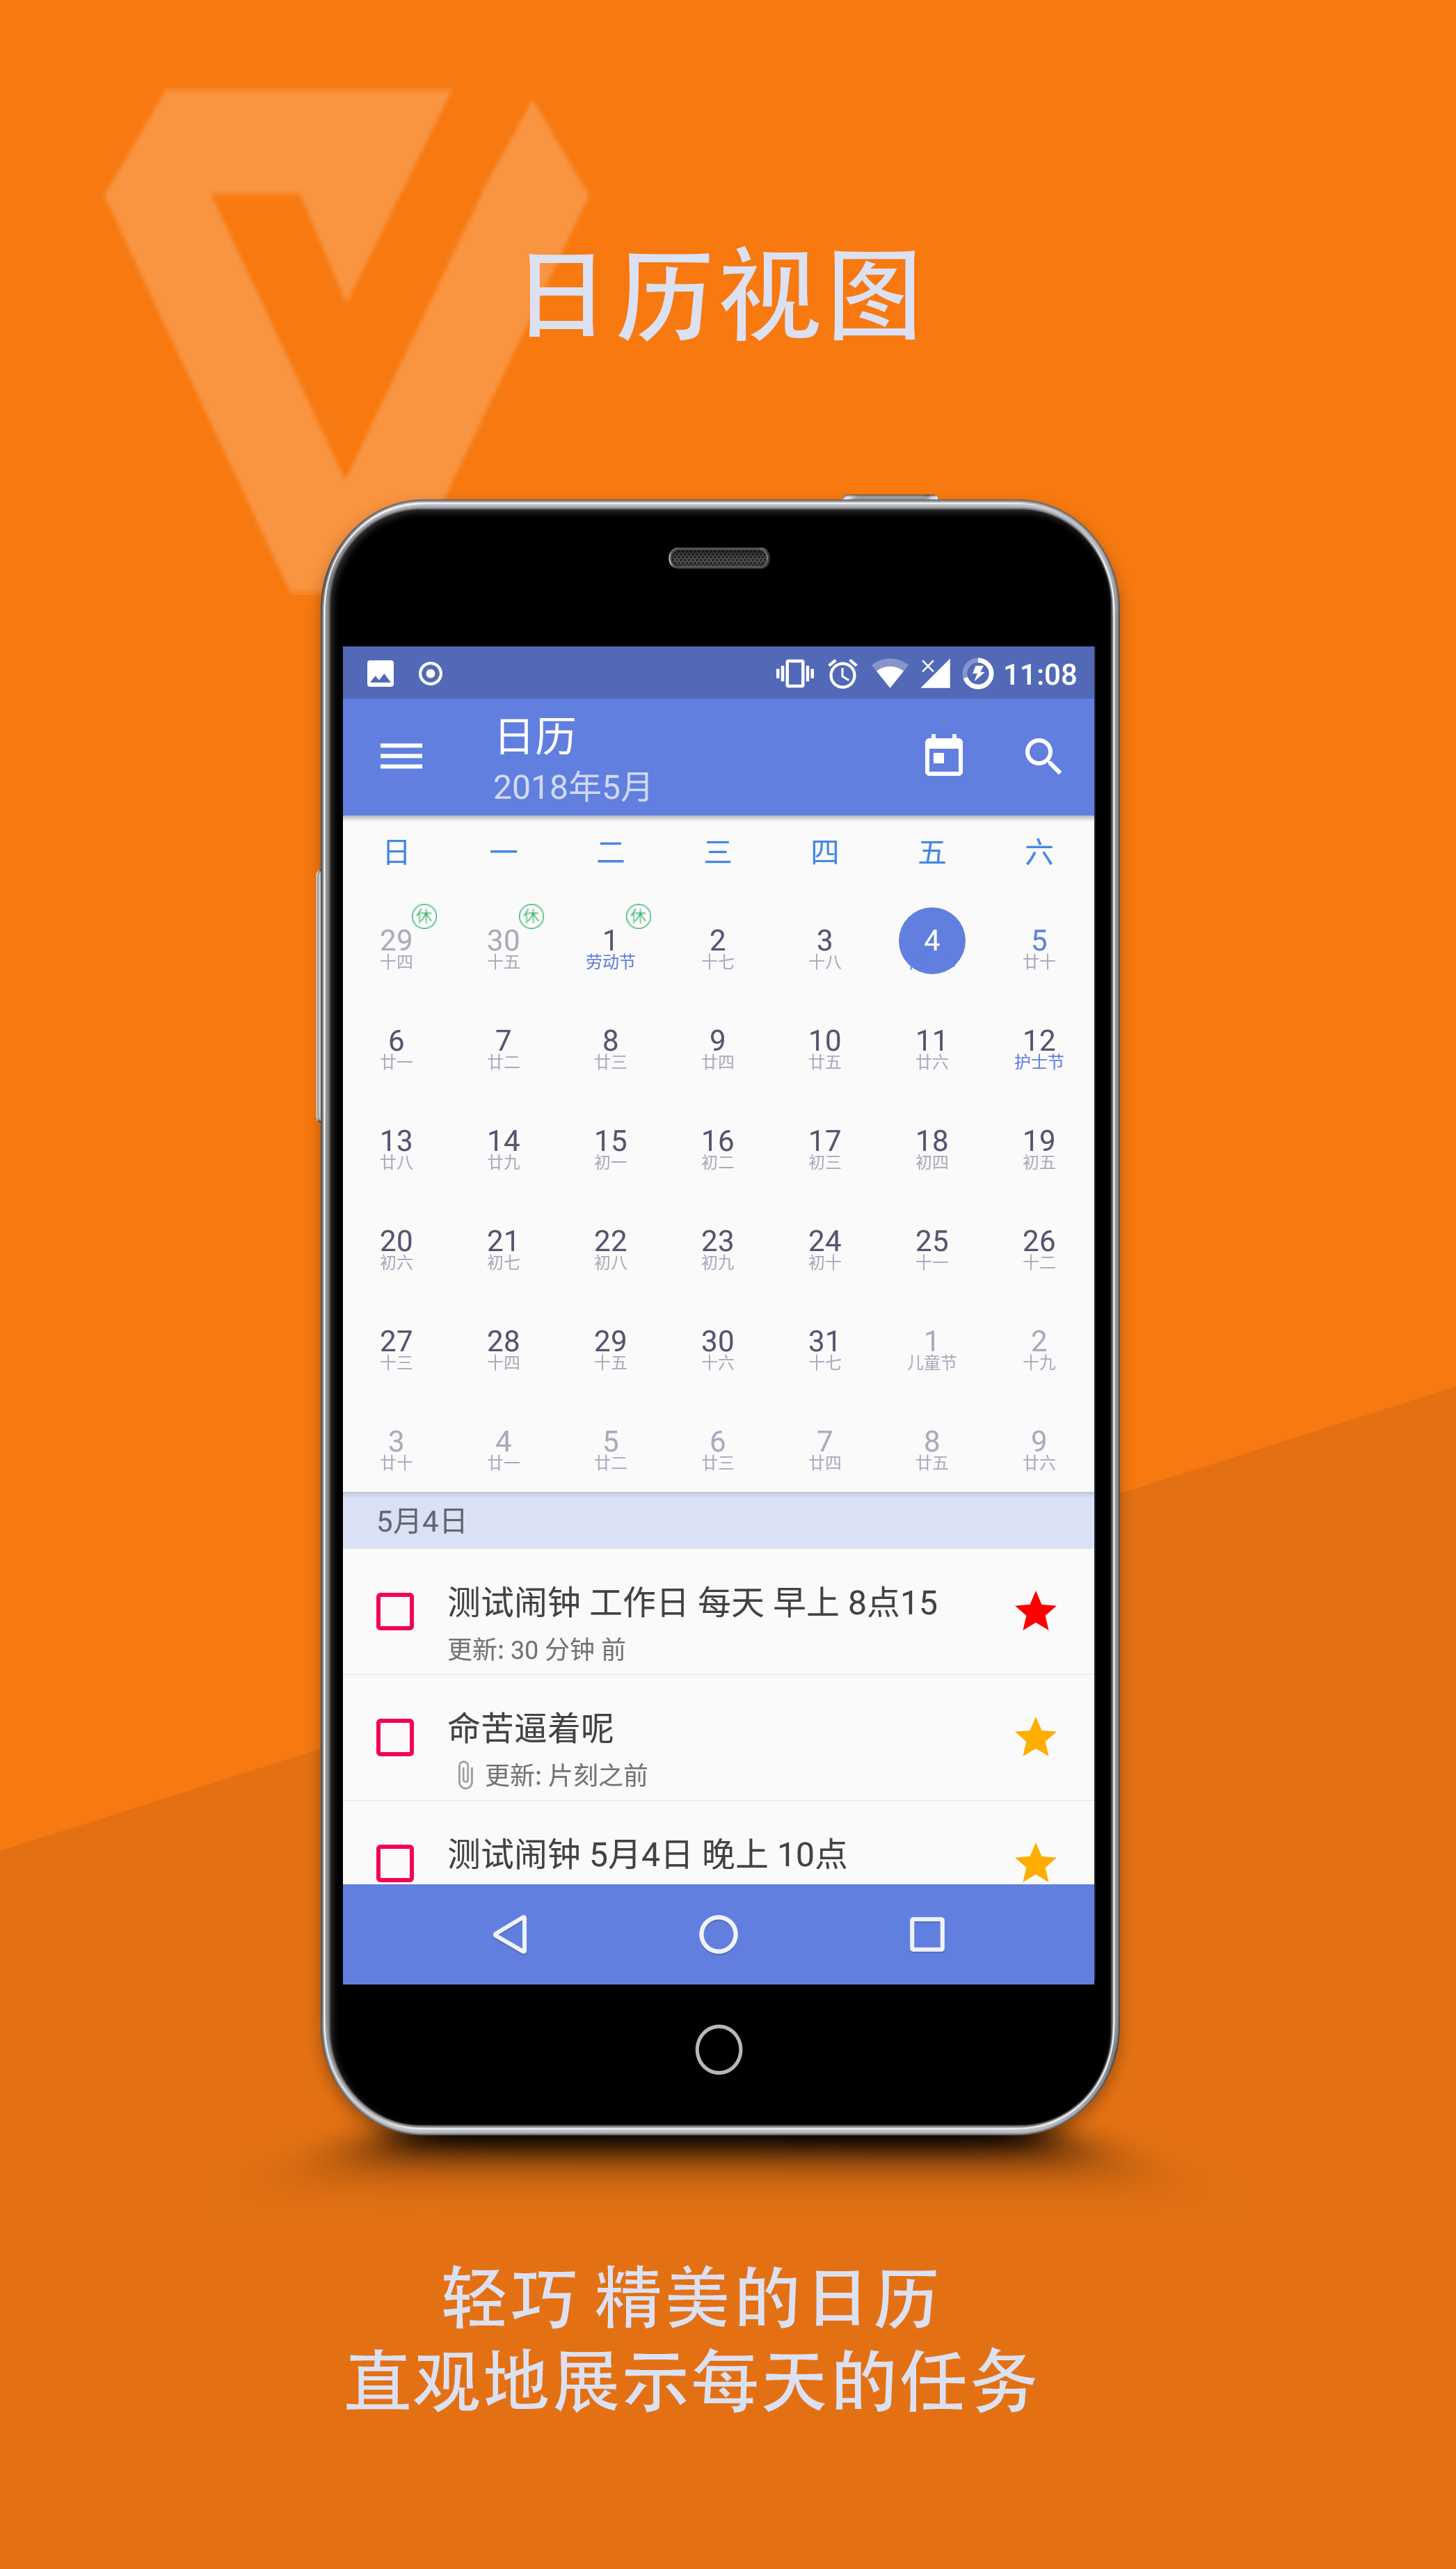 日历视图
11:08
日历
2018年5月
日 一 二 三 四 五 六
休 休 休
29 30 1 2 3 4 5
十四 十五 劳动节 十七 十八 廿十
6 7 8 9 10 11 12
廿一 廿二 廿三 廿四 廿五 廿六 护士节
13 14 15 16 17 18 19
廿八 廿九 初一 初二 初三 初四 初五
20 21 22 23 24 25 26
初六 初七 初八 初九 初十 十一 十二
27 28 29 30 31 1 2
十三 十四 十五 十六 十七 儿童节 十九
3 4 5 6 7 8 9
廿十 廿一 廿二 廿三 廿四 廿五 廿六
5月4日
测试闹钟 工作日 每天 早上 8点15
更新: 30 分钟 前
命苦逼着呢
更新: 片刻之前
测试闹钟 5月4日 晚上 10点
轻巧 精美的日历
直观地展示每天的任务